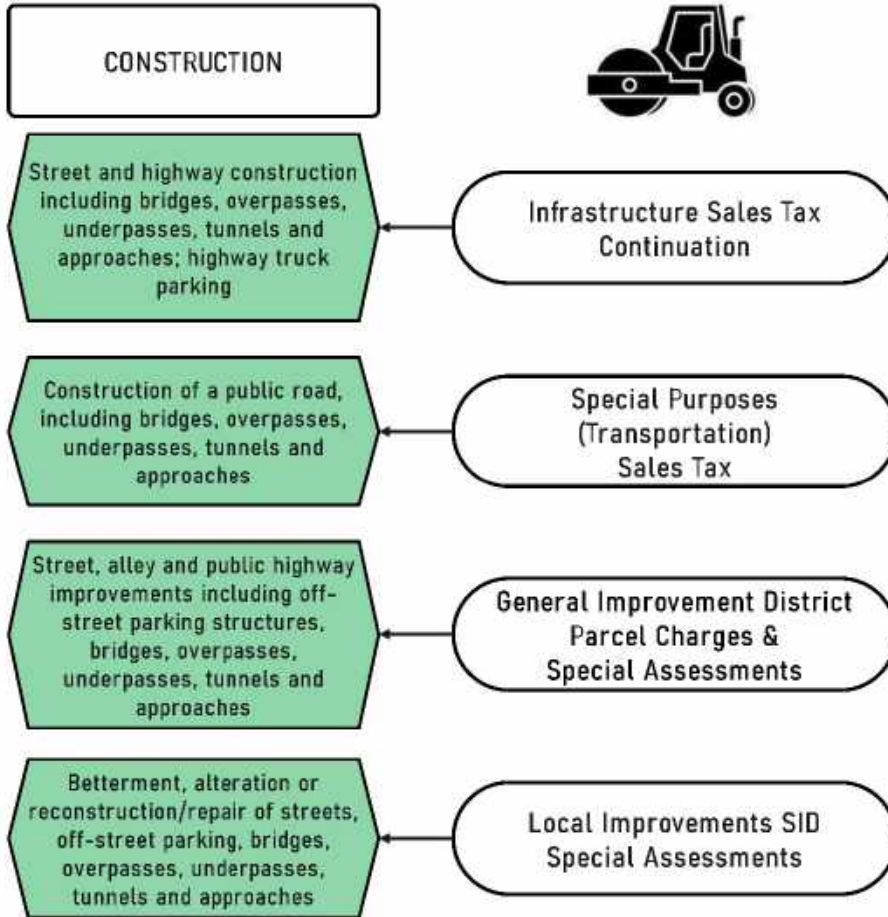 CONSTRUCTION
Street and highway construction
including bridges, overpasses,
underpasses, tunnels and
approaches; highway truck
parking
Infrastructure Sales Tax
Continuation
Construction of a public road,
including bridges, overpasses,
underpasses, tunnels and
approaches
Special Purposes
(Transportation)
Sales Tax
Street, alley and public highway
improvements including off-
street parking structures,
bridges, overpasses,
underpasses, tunnels and
approaches
General Improvement District
Parcel Charges &
Special Assessments
Betterment, alteration or
reconstruction/repair of streets,
off-street parking, bridges,
overpasses, underpasses,
tunnels and approaches
Local Improvements SID
Special Assessments